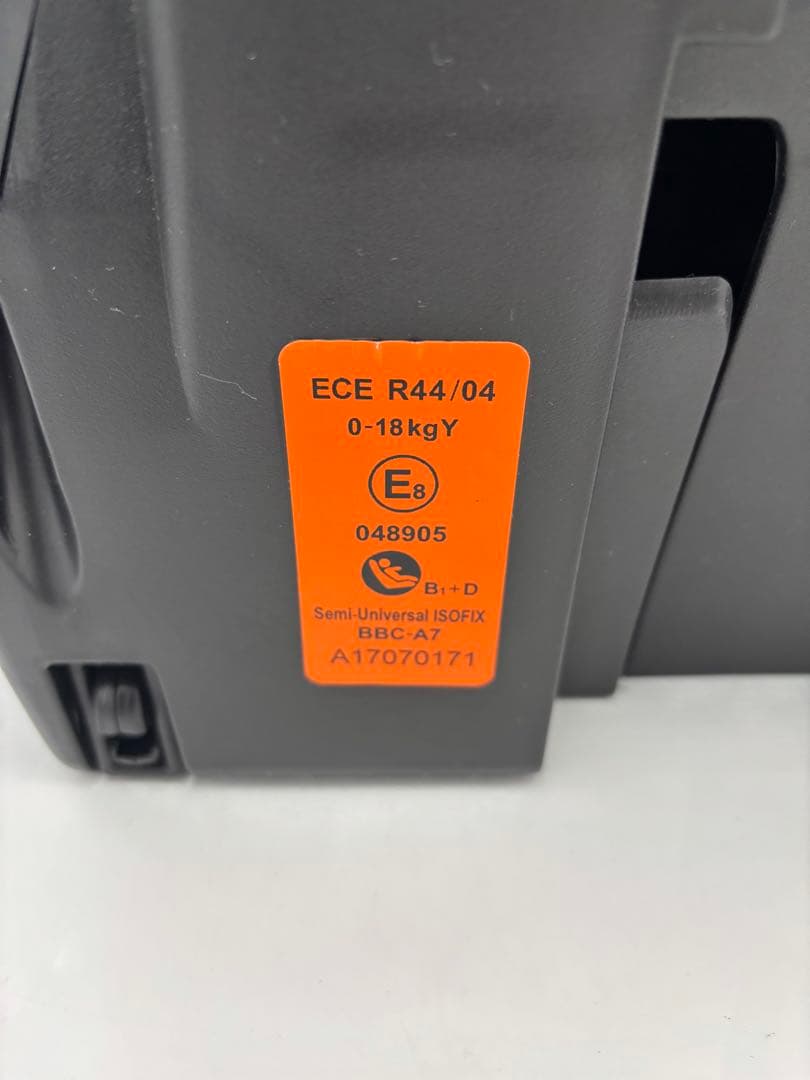 ECE R44/04
0-18kgY
E8
048905
B1+D
Semi-Universal ISOFIX
BBC-A7
A17070171